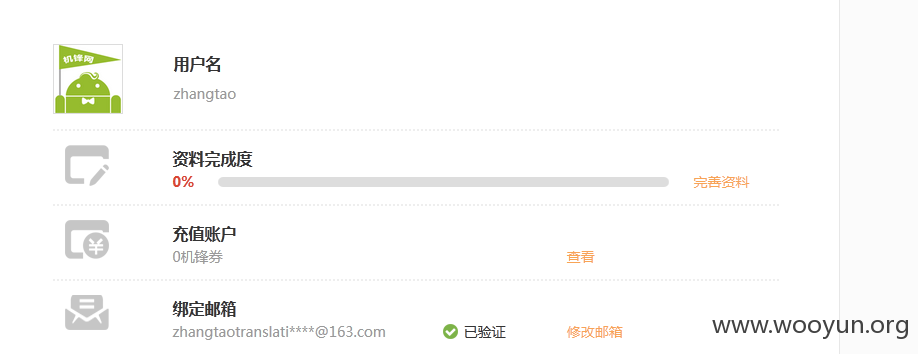 机锋网
用户名
zhangtao
资料完成度
0% 完善资料
充值账户
0机锋券 查看
绑定邮箱
zhangtaotranslati****@163.com 已验证 修改邮箱
www.wooyun.org